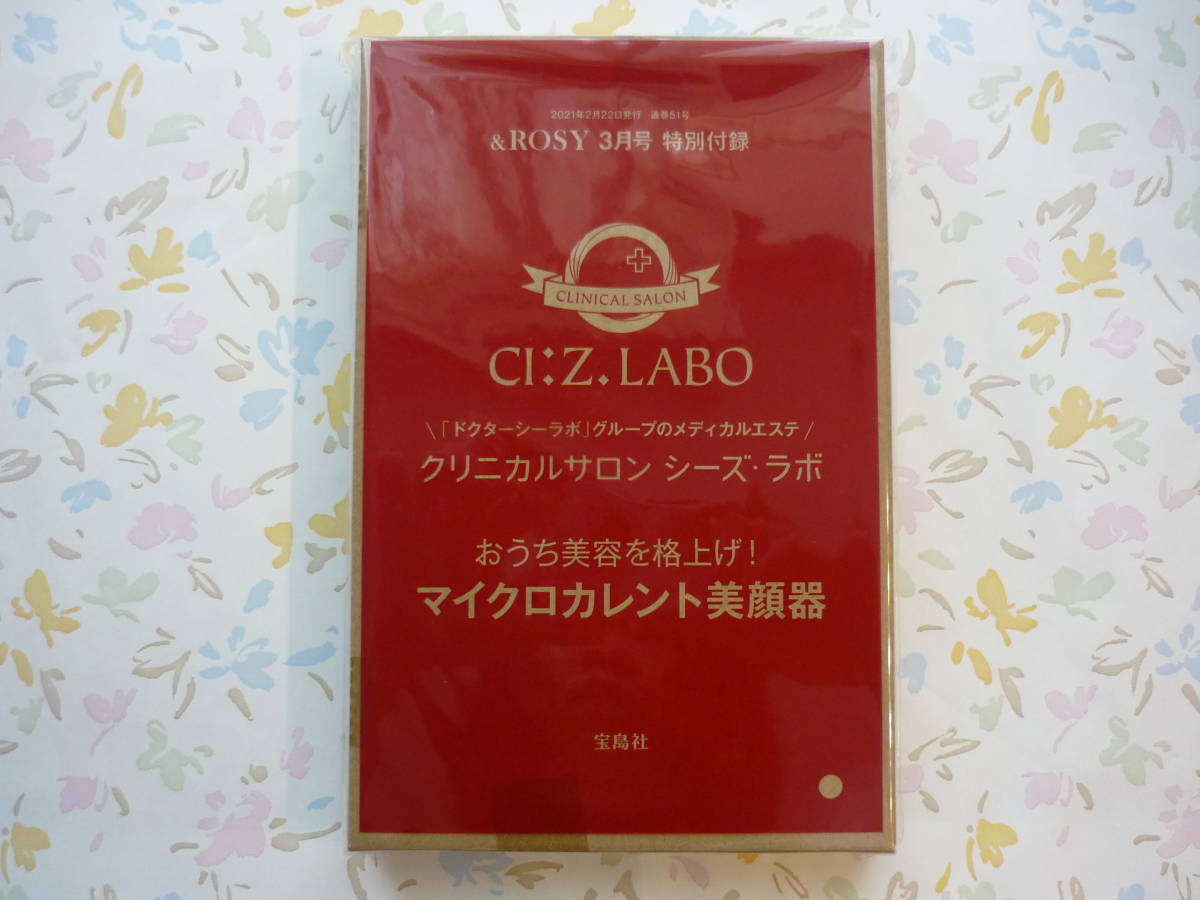 2021年2月22日発行 通巻51号
&ROSY 3月号 特別付録
CLINICAL SALON
CI:Z.LABO
\「ドクターシーラボ」グループのメディカルエステ/
クリニカルサロン シーズ・ラボ
おうち美容を格上げ!
マイクロカレント美顔器
宝島社